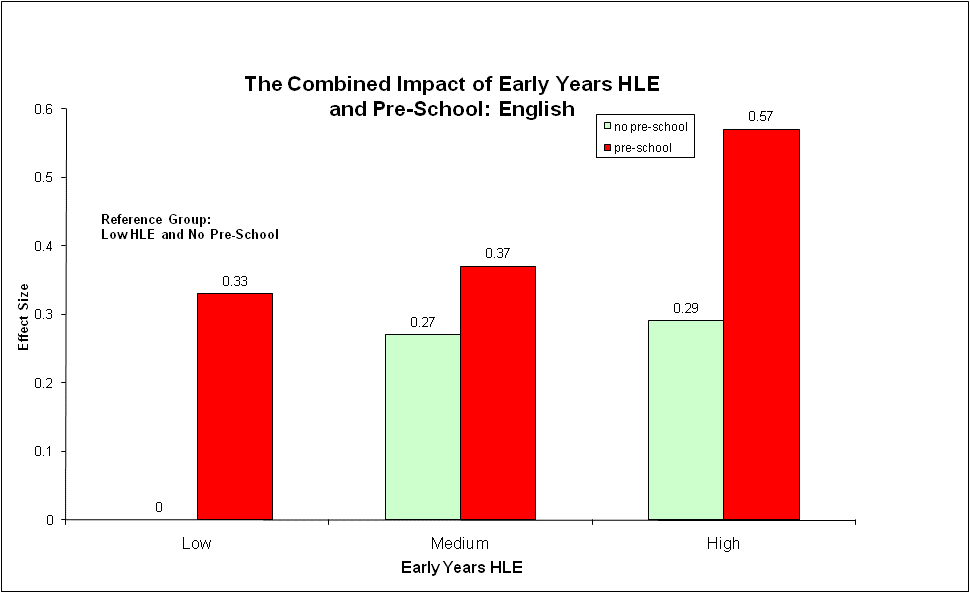 The Combined Impact of Early Years HLE
and Pre-School: English
no pre-school
pre-school
Reference Group:
Low HLE and No Pre-School
Effect Size
0.6
0.5
0.4
0.3
0.2
0.1
0
0
0.33
0.27
0.37
0.29
0.57
Low
Medium
High
Early Years HLE